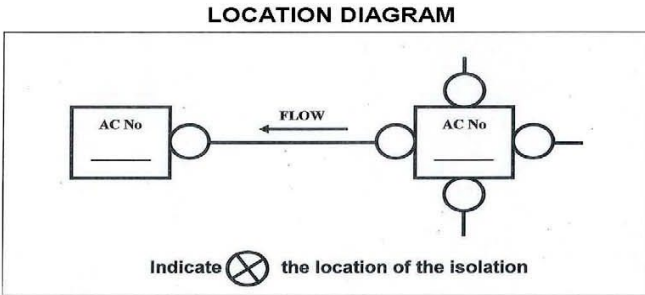 LOCATION DIAGRAM
FLOW
AC No
AC No
Indicate the location of the isolation